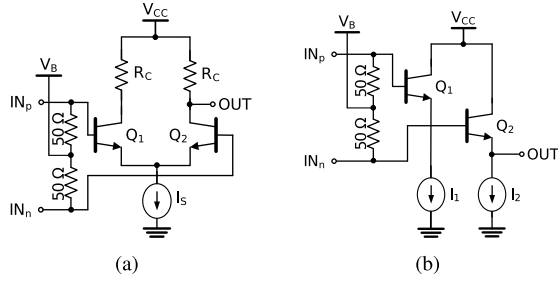 V_CC
V_B
R_C
R_C
IN_p
OUT
50 Ω
Q_1
Q_2
50 Ω
IN_n
I_S
(a)
V_CC
V_B
IN_p
50 Ω
Q_1
50 Ω
Q_2
IN_n
OUT
I_1
I_2
(b)